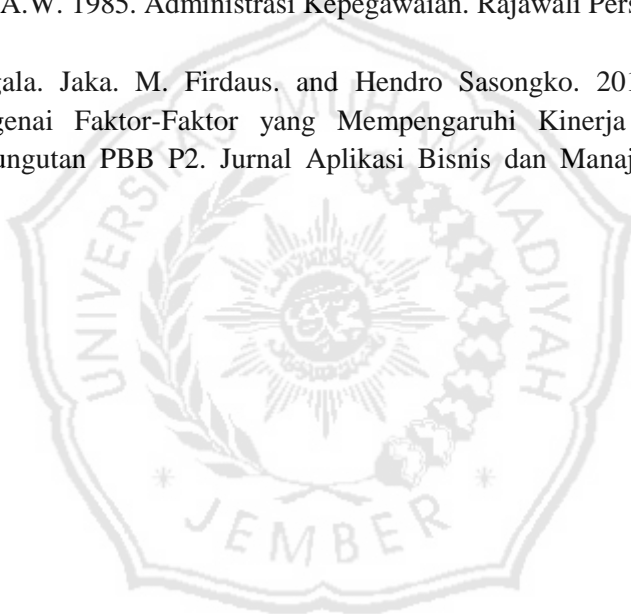 A.W. 1985. Administrasi Kepegawaian. Rajawali Pers
gala. Jaka. M. Firdaus. and Hendro Sasongko. 201
genai Faktor-Faktor yang Mempengaruhi Kinerja
ungutan PBB P2. Jurnal Aplikasi Bisnis dan Manaj
UNIVERSITAS MUHAMMADIYAH
JEMBER